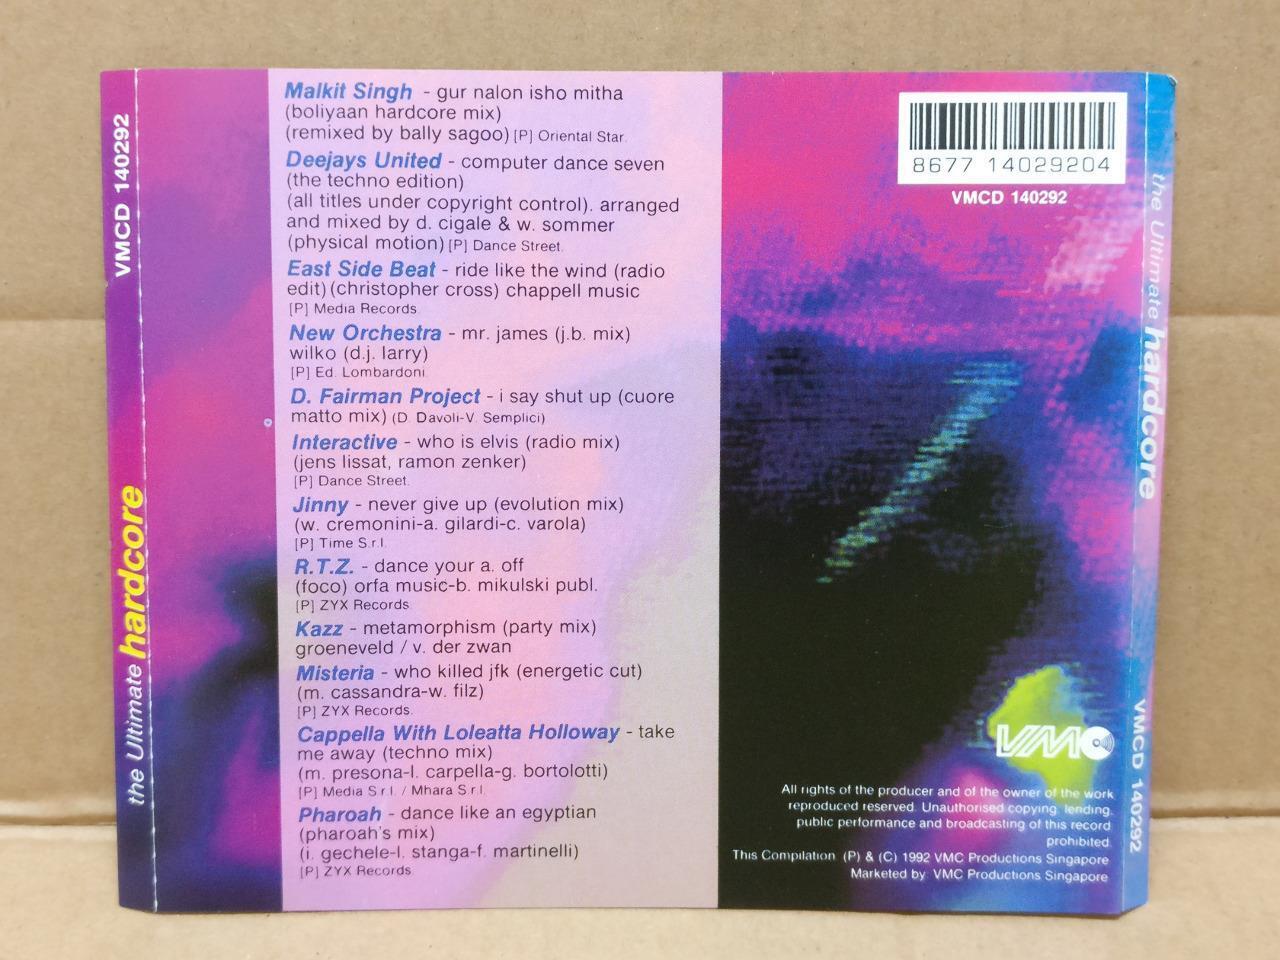 VMCD 140292
the Ultimate hardcore
Malkit Singh - gur nalon isho mitha
(boliyaan hardcore mix)
(remixed by bally sagoo) [P] Oriental Star.
Deejays United - computer dance seven
(the techno edition)
(all titles under copyright control). arranged
and mixed by d. cigale & w. sommer
(physical motion) [P] Dance Street.
East Side Beat - ride like the wind (radio
edit) (christopher cross) chappell music
[P] Media Records.
New Orchestra - mr. james (j.b. mix)
wilko (d.j. larry)
[P] Ed. Lombardoni.
D. Fairman Project - i say shut up (cuore
matto mix) (D. Davoli-V. Semplici)
Interactive - who is elvis (radio mix)
(jens lissat, ramon zenker)
[P] Dance Street.
Jinny - never give up (evolution mix)
(w. cremonini-a. gilardi-c. varola)
[P] Time S.r.l.
R.T.Z. - dance your a. off
(foco) orfa music-b. mikulski publ.
[P] ZYX Records.
Kazz - metamorphism (party mix)
groeneveld / v. der zwan
Misteria - who killed jfk (energetic cut)
(m. cassandra-w. filz)
[P] ZYX Records.
Cappella With Loleatta Holloway - take
me away (techno mix)
(m. presona-l. carpella-g. bortolotti)
[P] Media S.r.l. / Mhara S.r.l.
Pharoah - dance like an egyptian
(pharoah's mix)
(i. gechele-l. stanga-f. martinelli)
[P] ZYX Records.
8677 14029204
VMCD 140292
VMC
All rights of the producer and of the owner of the work
reproduced reserved. Unauthorised copying, lending,
public performance and broadcasting of this record
prohibited.
This Compilation (P) & (C) 1992 VMC Productions Singapore
Marketed by VMC Productions Singapore
the Ultimate hardcore
VMCD 140292